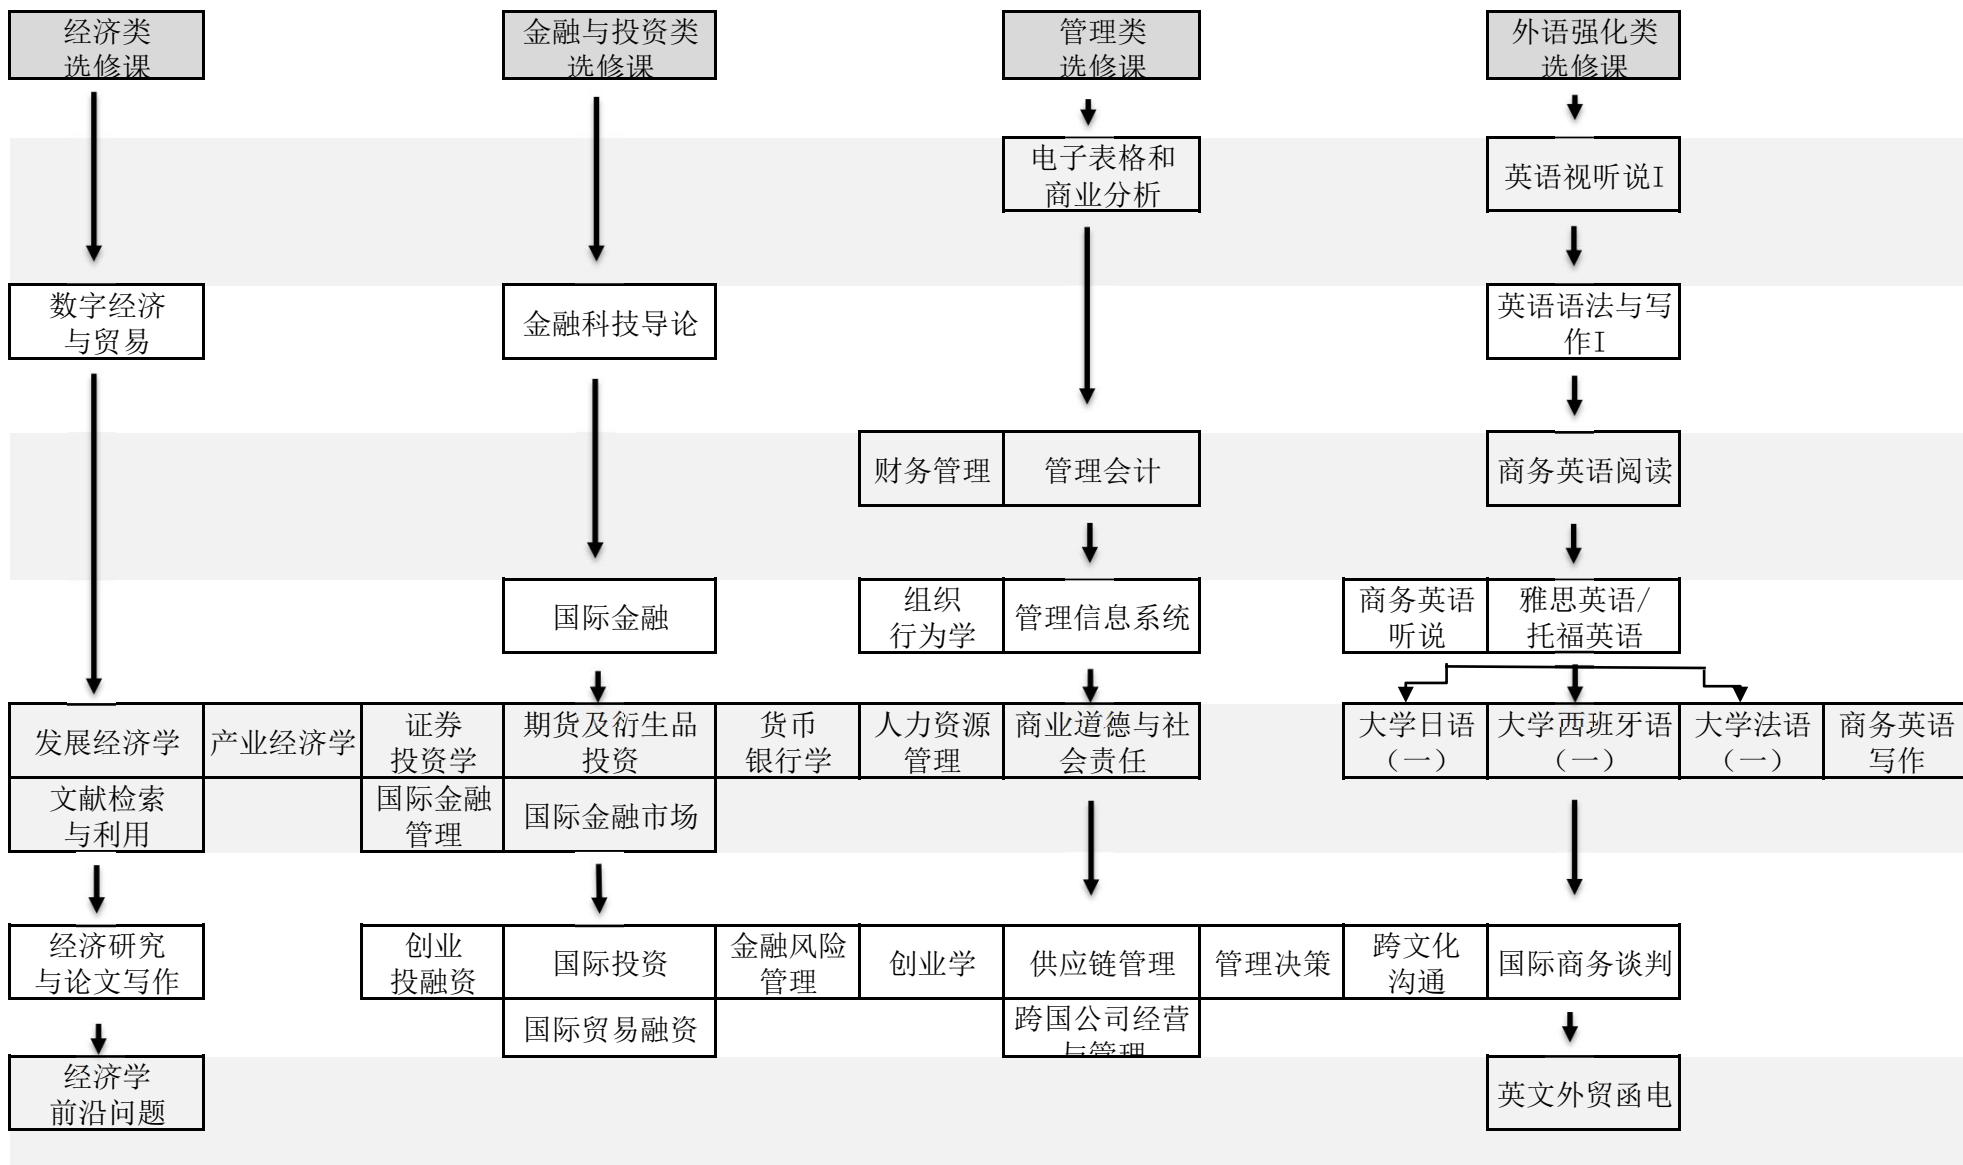 经济类
选修课
金融与投资类
选修课
管理类
选修课
外语强化类
选修课
电子表格和
商业分析
英语视听说I
数字经济
与贸易
金融科技导论
英语语法与写
作I
财务管理
管理会计
商务英语阅读
国际金融
组织
行为学
管理信息系统
商务英语
听说
雅思英语/
托福英语
发展经济学
产业经济学
证券
投资学
期货及衍生品
投资
货币
银行学
人力资源
管理
商业道德与社
会责任
大学日语
（一）
大学西班牙语
（一）
大学法语
（一）
商务英语
写作
文献检索
与利用
国际金融
管理
国际金融市场
经济研究
与论文写作
创业
投融资
国际投资
金融风险
管理
创业学
供应链管理
管理决策
跨文化
沟通
国际商务谈判
国际贸易融资
跨国公司经营
与管理
经济学
前沿问题
英文外贸函电